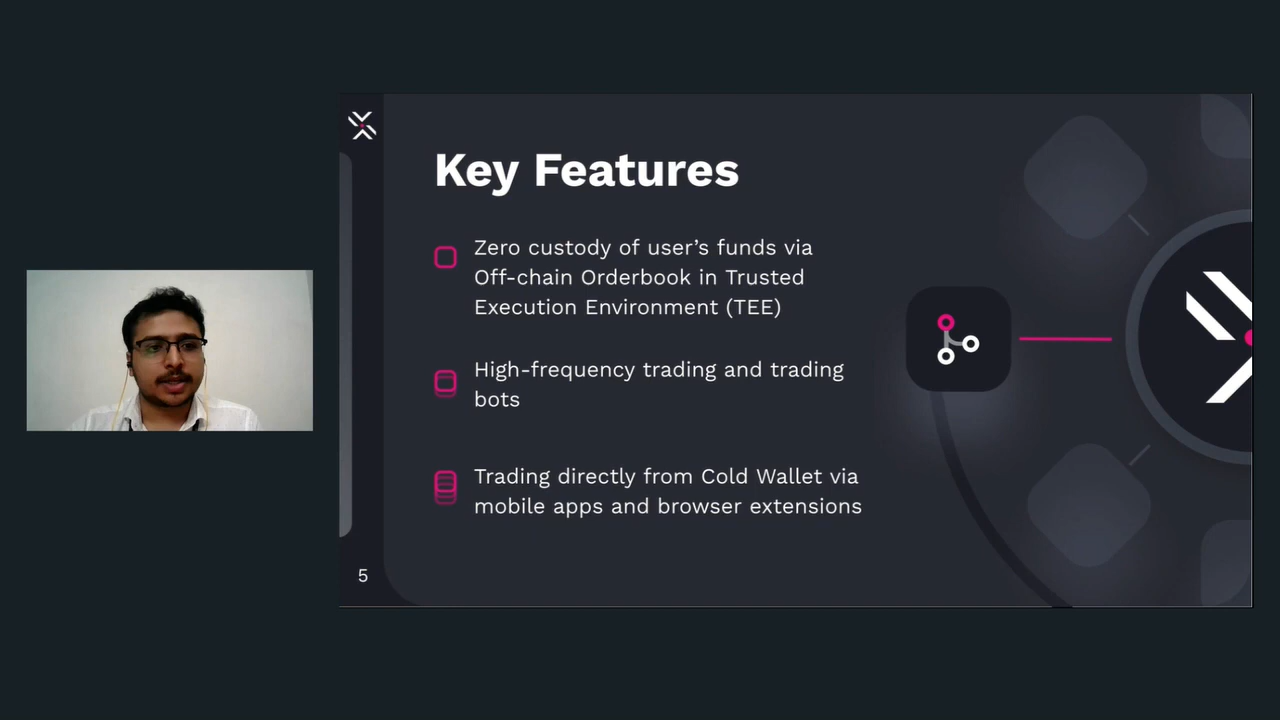 Key Features
Zero custody of user’s funds via
Off-chain Orderbook in Trusted
Execution Environment (TEE)
High-frequency trading and trading
bots
Trading directly from Cold Wallet via
mobile apps and browser extensions
5